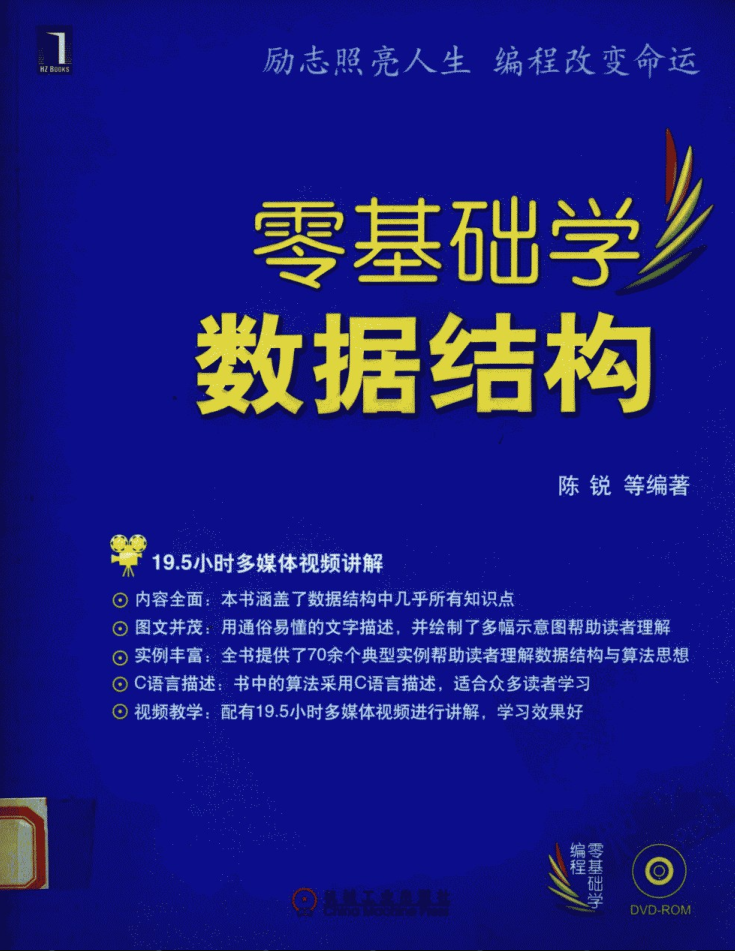 HZ BOOKS
励志照亮人生 编程改变命运
零基础学
数据结构
陈 锐 等编著
19.5小时多媒体视频讲解
内容全面：本书涵盖了数据结构中几乎所有知识点
图文并茂：用通俗易懂的文字描述，并绘制了多幅示意图帮助读者理解
实例丰富：全书提供了70余个典型实例帮助读者理解数据结构与算法思想
C语言描述：书中的算法采用C语言描述，适合众多读者学习
视频教学：配有19.5小时多媒体视频进行讲解，学习效果好
零基础学
编程
DVD-ROM
机械工业出版社